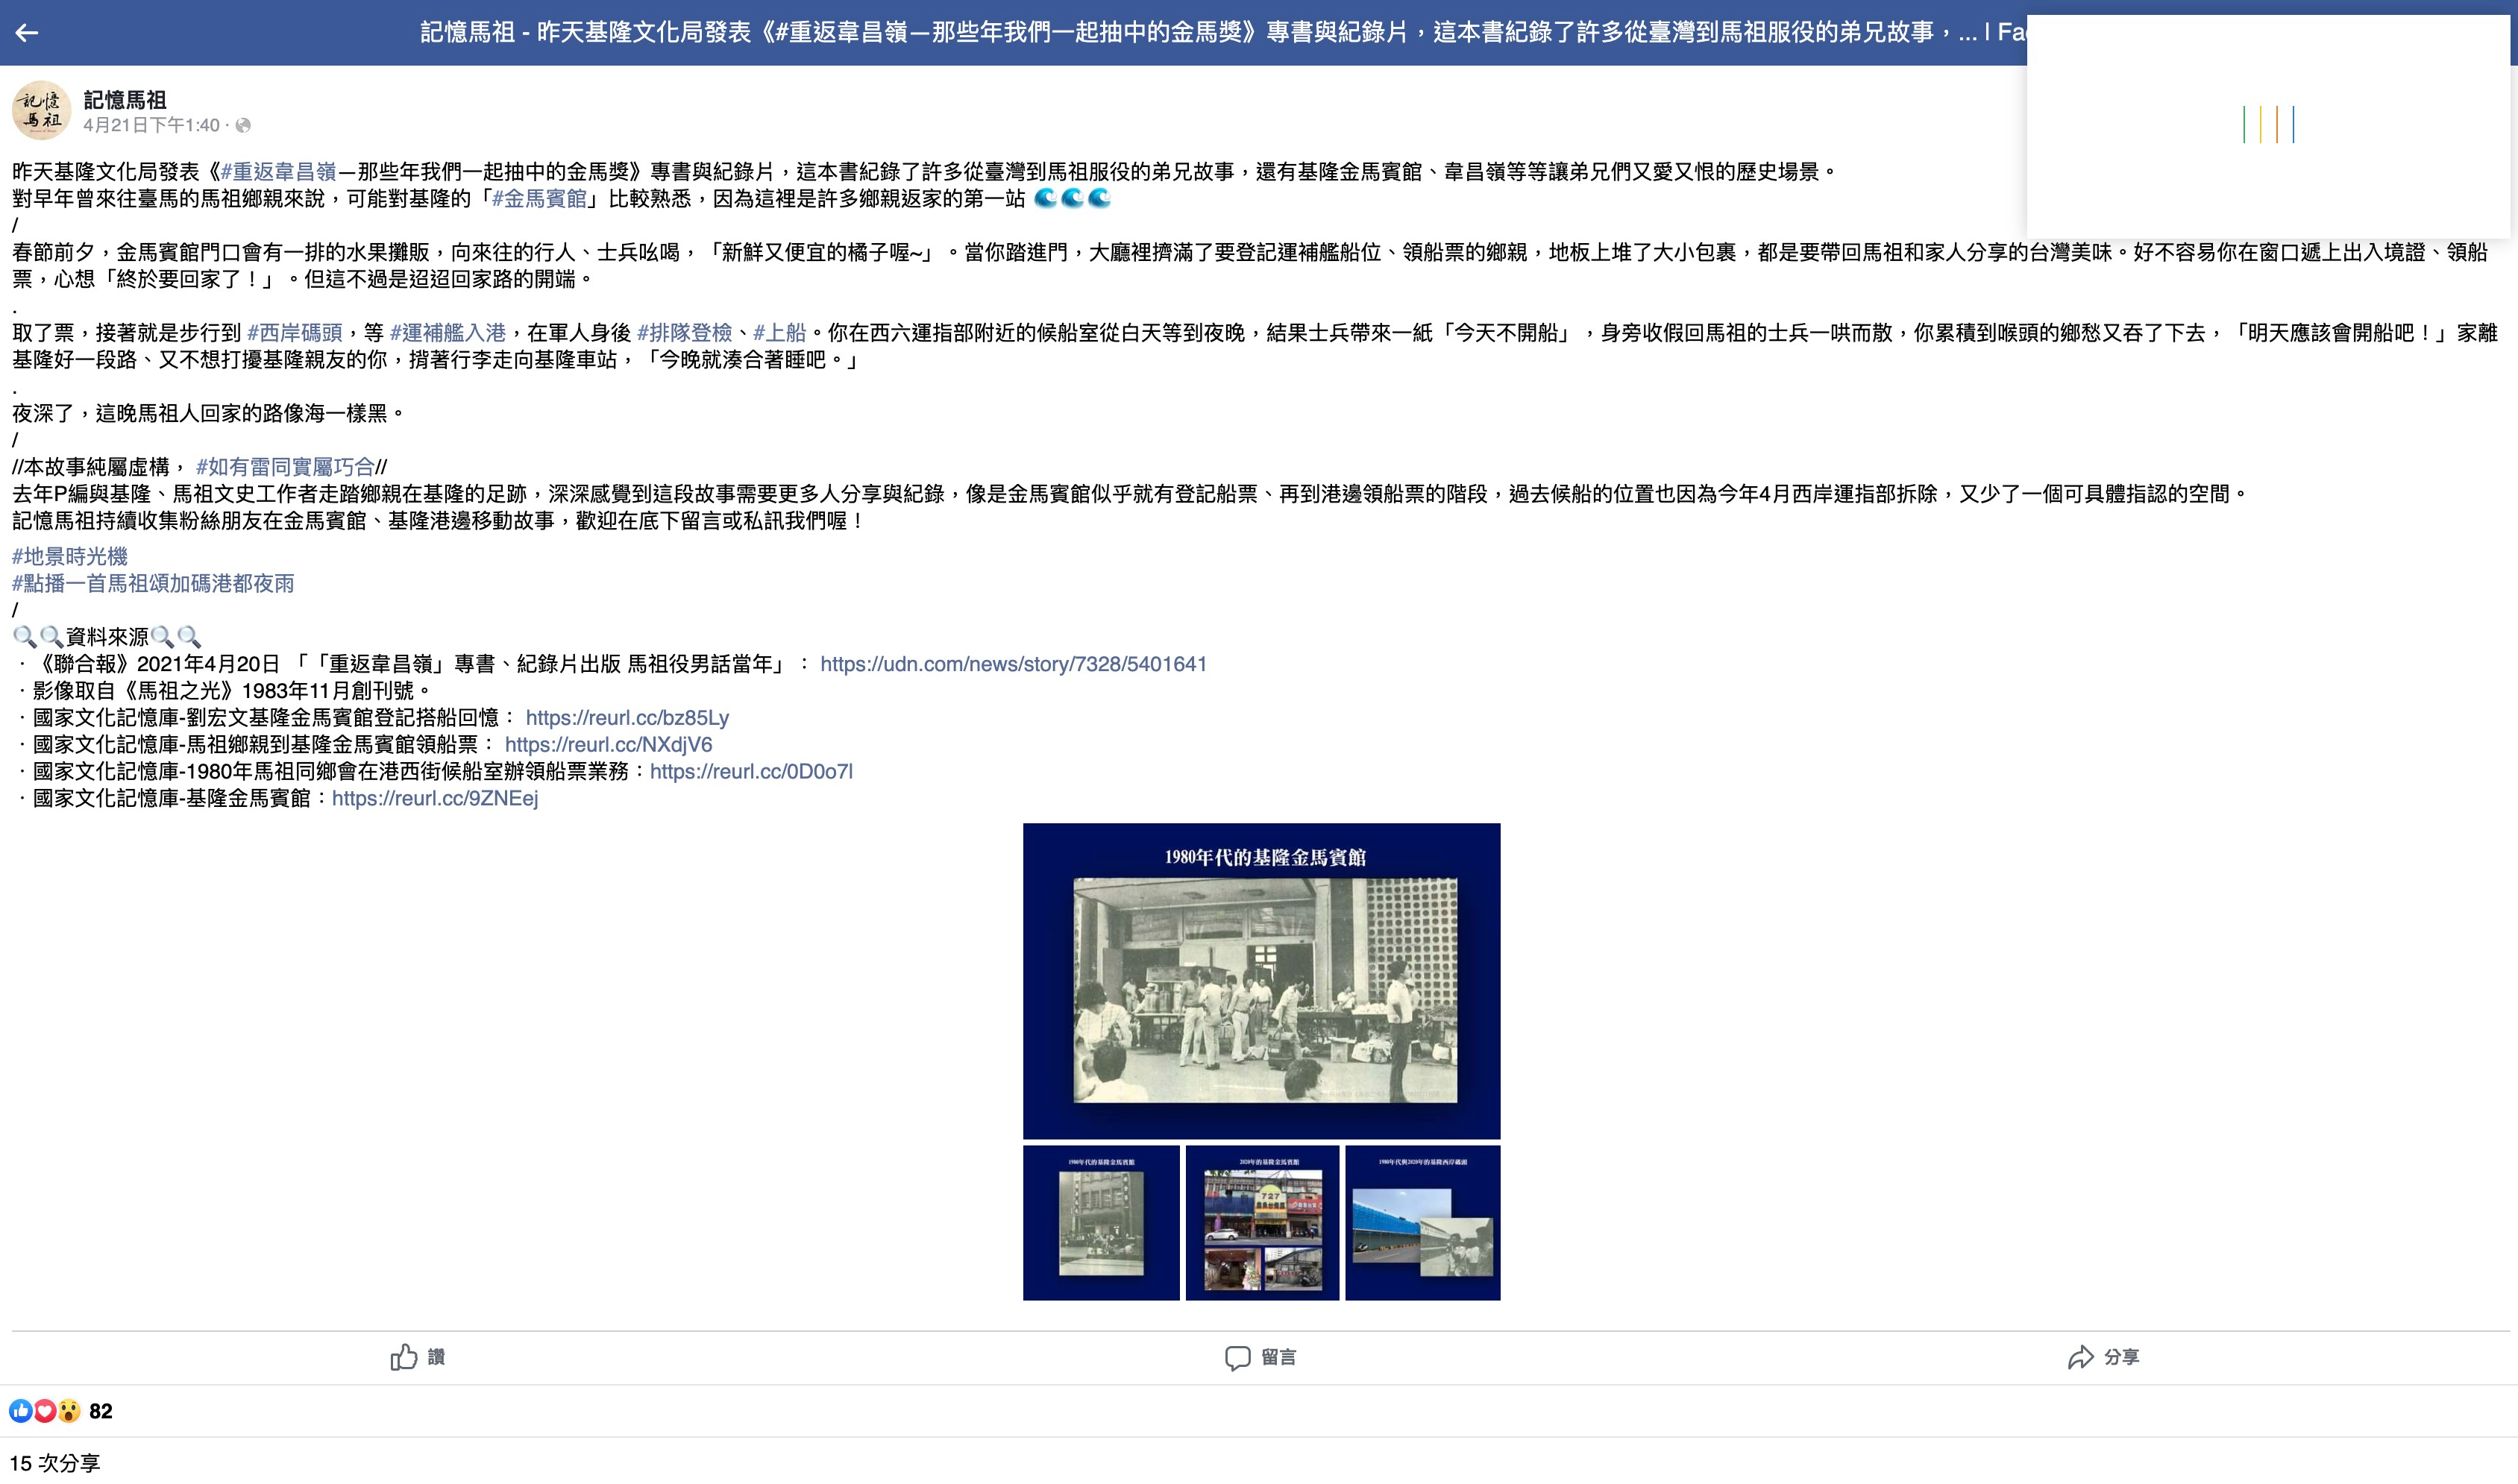 記憶馬祖 - 昨天基隆文化局發表《#重返韋昌嶺—那些年我們一起抽中的金馬獎》專書與紀錄片，這本書紀錄了許多從臺灣到馬祖服役的弟兄故事，... | Fa
記憶馬祖
記憶馬祖
4月21日下午1:40 ·
昨天基隆文化局發表《#重返韋昌嶺—那些年我們一起抽中的金馬獎》專書與紀錄片，這本書紀錄了許多從臺灣到馬祖服役的弟兄故事，還有基隆金馬賓館、韋昌嶺等等讓弟兄們又愛又恨的歷史場景。
對早年曾來往臺馬的馬祖鄉親來說，可能對基隆的「#金馬賓館」比較熟悉，因為這裡是許多鄉親返家的第一站 🌊🌊🌊
/
春節前夕，金馬賓館門口會有一排的水果攤販，向來往的行人、士兵吆喝，「新鮮又便宜的橘子喔~」。當你踏進門，大廳裡擠滿了要登記運補艦船位、領船票的鄉親，地板上堆了大小包裹，都是要帶回馬祖和家人分享的台灣美味。好不容易你在窗口遞上出入境證、領船
票，心想「終於要回家了！」。但這不過是迢迢回家路的開端。
.
取了票，接著就是步行到 #西岸碼頭，等 #運補艦入港，在軍人身後 #排隊登檢、#上船。你在西六運指部附近的候船室從白天等到夜晚，結果士兵帶來一紙「今天不開船」，身旁收假回馬祖的士兵一哄而散，你累積到喉頭的鄉愁又吞了下去，「明天應該會開船吧！」家離
基隆好一段路、又不想打擾基隆親友的你，揹著行李走向基隆車站，「今晚就湊合著睡吧。」
.
夜深了，這晚馬祖人回家的路像海一樣黑。
/
//本故事純屬虛構， #如有雷同實屬巧合//
去年P編與基隆、馬祖文史工作者走踏鄉親在基隆的足跡，深深感覺到這段故事需要更多人分享與紀錄，像是金馬賓館似乎就有登記船票、再到港邊領船票的階段，過去候船的位置也因為今年4月西岸運指部拆除，又少了一個可具體指認的空間。
記憶馬祖持續收集粉絲朋友在金馬賓館、基隆港邊移動故事，歡迎在底下留言或私訊我們喔！
#地景時光機
#點播一首馬祖頌加碼港都夜雨
/
🔍🔍資料來源🔍🔍
‧《聯合報》2021年4月20日 「「重返韋昌嶺」專書、紀錄片出版 馬祖役男話當年」： https://udn.com/news/story/7328/5401641
‧影像取自《馬祖之光》1983年11月創刊號。
‧國家文化記憶庫-劉宏文基隆金馬賓館登記搭船回憶： https://reurl.cc/bz85Ly
‧國家文化記憶庫-馬祖鄉親到基隆金馬賓館領船票： https://reurl.cc/NXdjV6
‧國家文化記憶庫-1980年馬祖同鄉會在港西街候船室辦領船票業務：https://reurl.cc/0D0o7l
‧國家文化記憶庫-基隆金馬賓館：https://reurl.cc/9ZNEej
1980年代的基隆金馬賓館
1980年代的基隆金馬賓館
2020年的基隆金馬賓館
727
1980年代與2020年的基隆西岸碼頭
讚
留言
分享
82
15 次分享